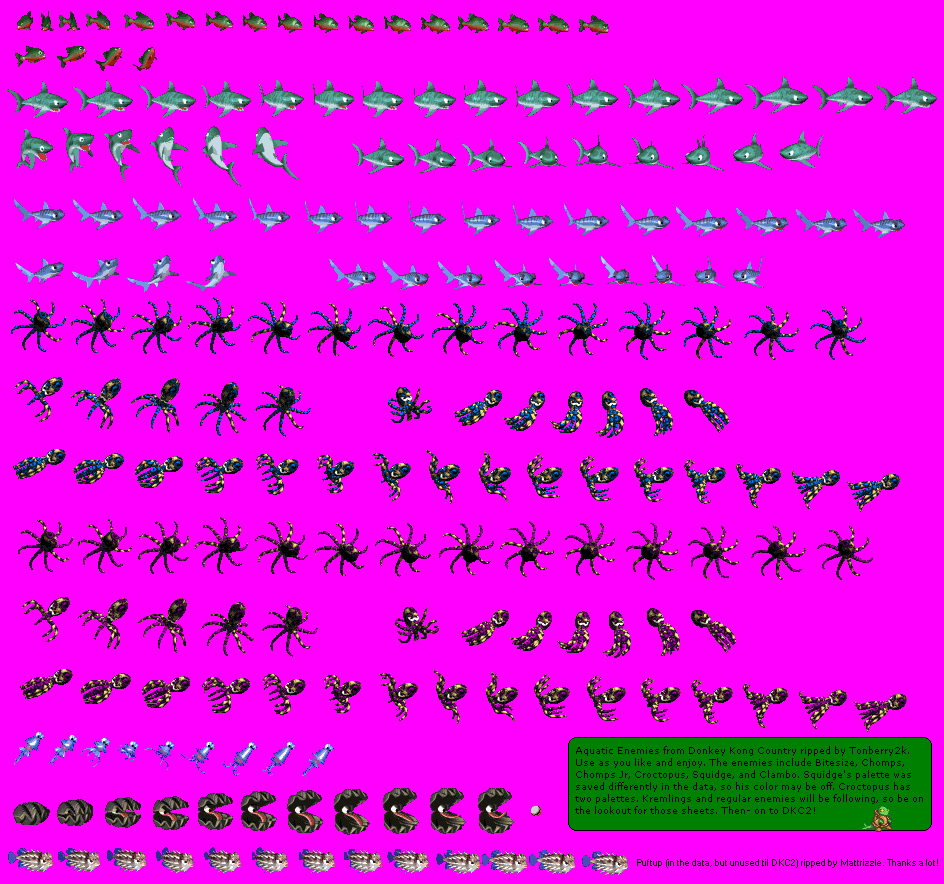 Aquatic Enemies from Donkey Kong Country ripped by Tonberry2k.
Use as you like and enjoy. The enemies include Bitesize, Chomps,
Chomps Jr, Croctopus, Squidge, and Clambo. Squidge's palette was
saved differently in the data, so his color may be off. Croctopus has
two palettes. Kremlings and regular enemies will be following, so be on
the lookout for those sheets. Then- on to DKC2!
Puftup (in the data, but unused til DKC2) ripped by Mattrizzle. Thanks a lot!